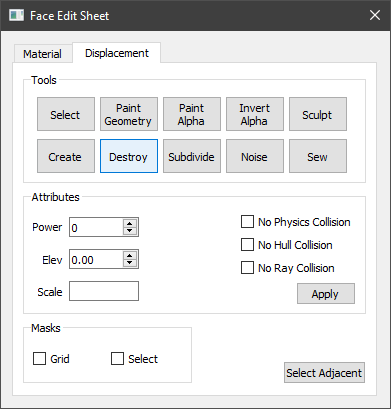 Face Edit Sheet
Material Displacement
Tools
Select
Paint
Geometry
Paint
Alpha
Invert
Alpha
Sculpt
Create Destroy Subdivide Noise Sew
Attributes
Power 0
No Physics Collision
Elev 0.00
No Hull Collision
No Ray Collision
Scale
Apply
Masks
Grid Select
Select Adjacent